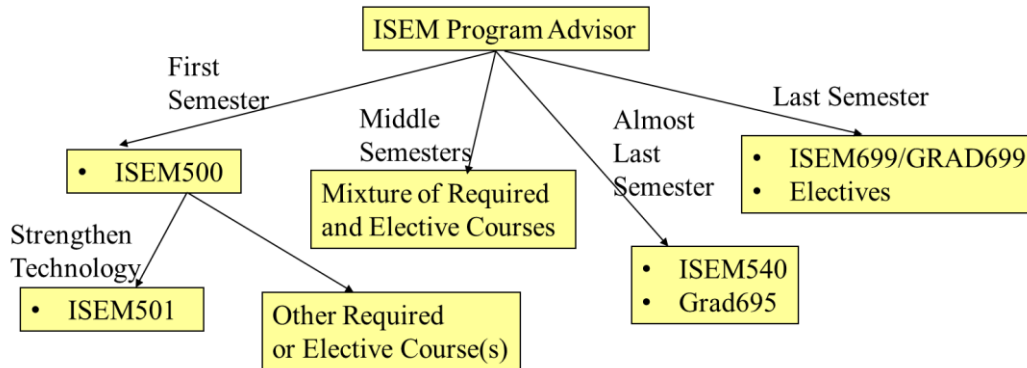 ISEM Program Advisor
First
Semester
Middle
Semesters
Almost
Last
Semester
Last Semester
• ISEM500
Mixture of Required
and Elective Courses
• ISEM699/GRAD699
• Electives
Strengthen
Technology
• ISEM501
Other Required
or Elective Course(s)
• ISEM540
• Grad695